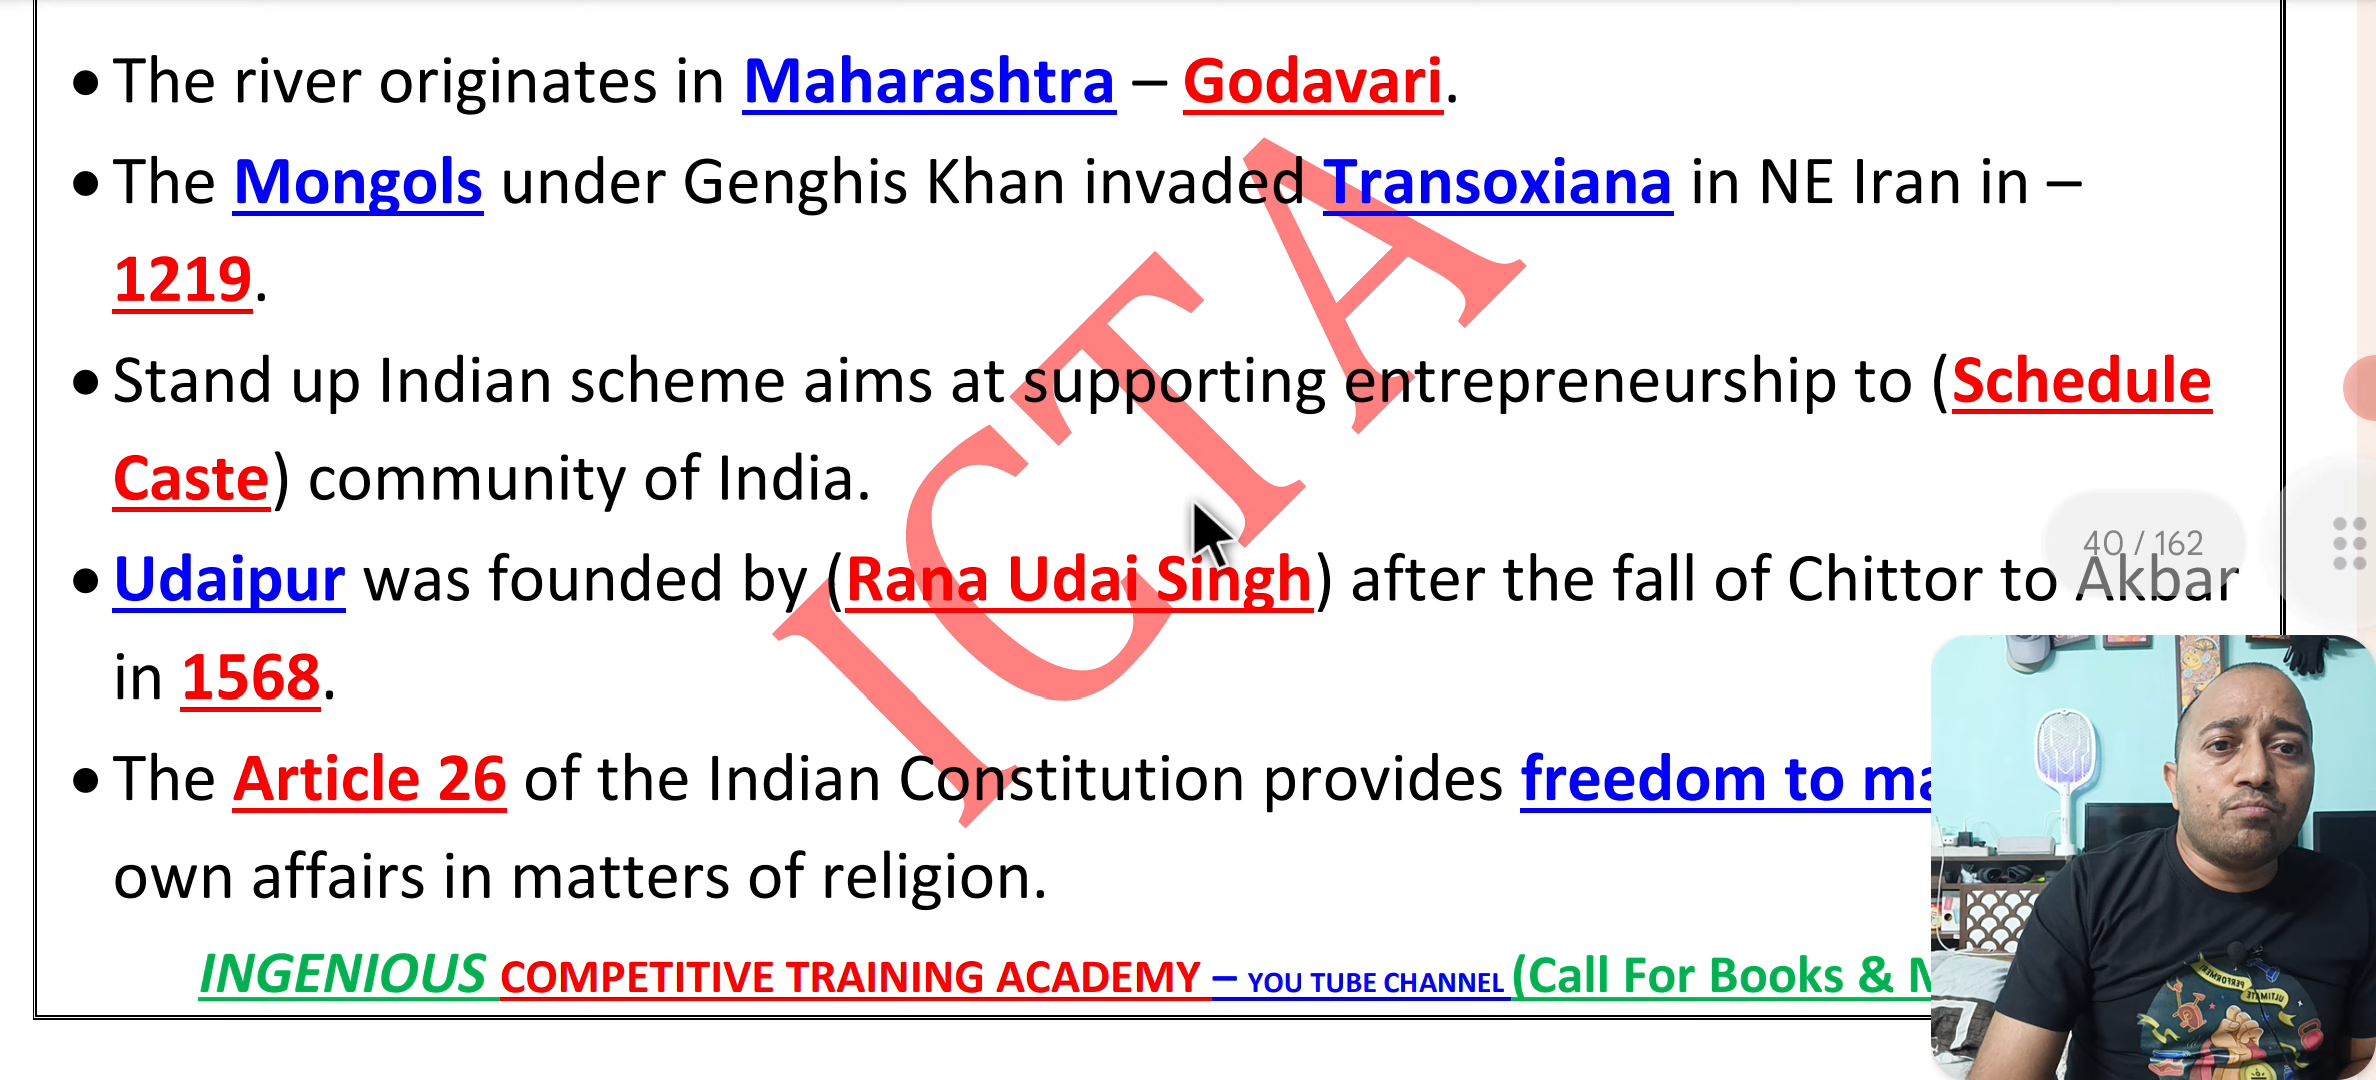 • The river originates in Maharashtra – Godavari.
• The Mongols under Genghis Khan invaded Transoxiana in NE Iran in –
1219.
• Stand up Indian scheme aims at supporting entrepreneurship to (Schedule
Caste) community of India.
40 / 162
• Udaipur was founded by (Rana Udai Singh) after the fall of Chittor to Akbar
in 1568.
• The Article 26 of the Indian Constitution provides freedom to
own affairs in matters of religion.
INGENIOUS COMPETITIVE TRAINING ACADEMY – YOU TUBE CHANNEL (Call For Books &
ICTA